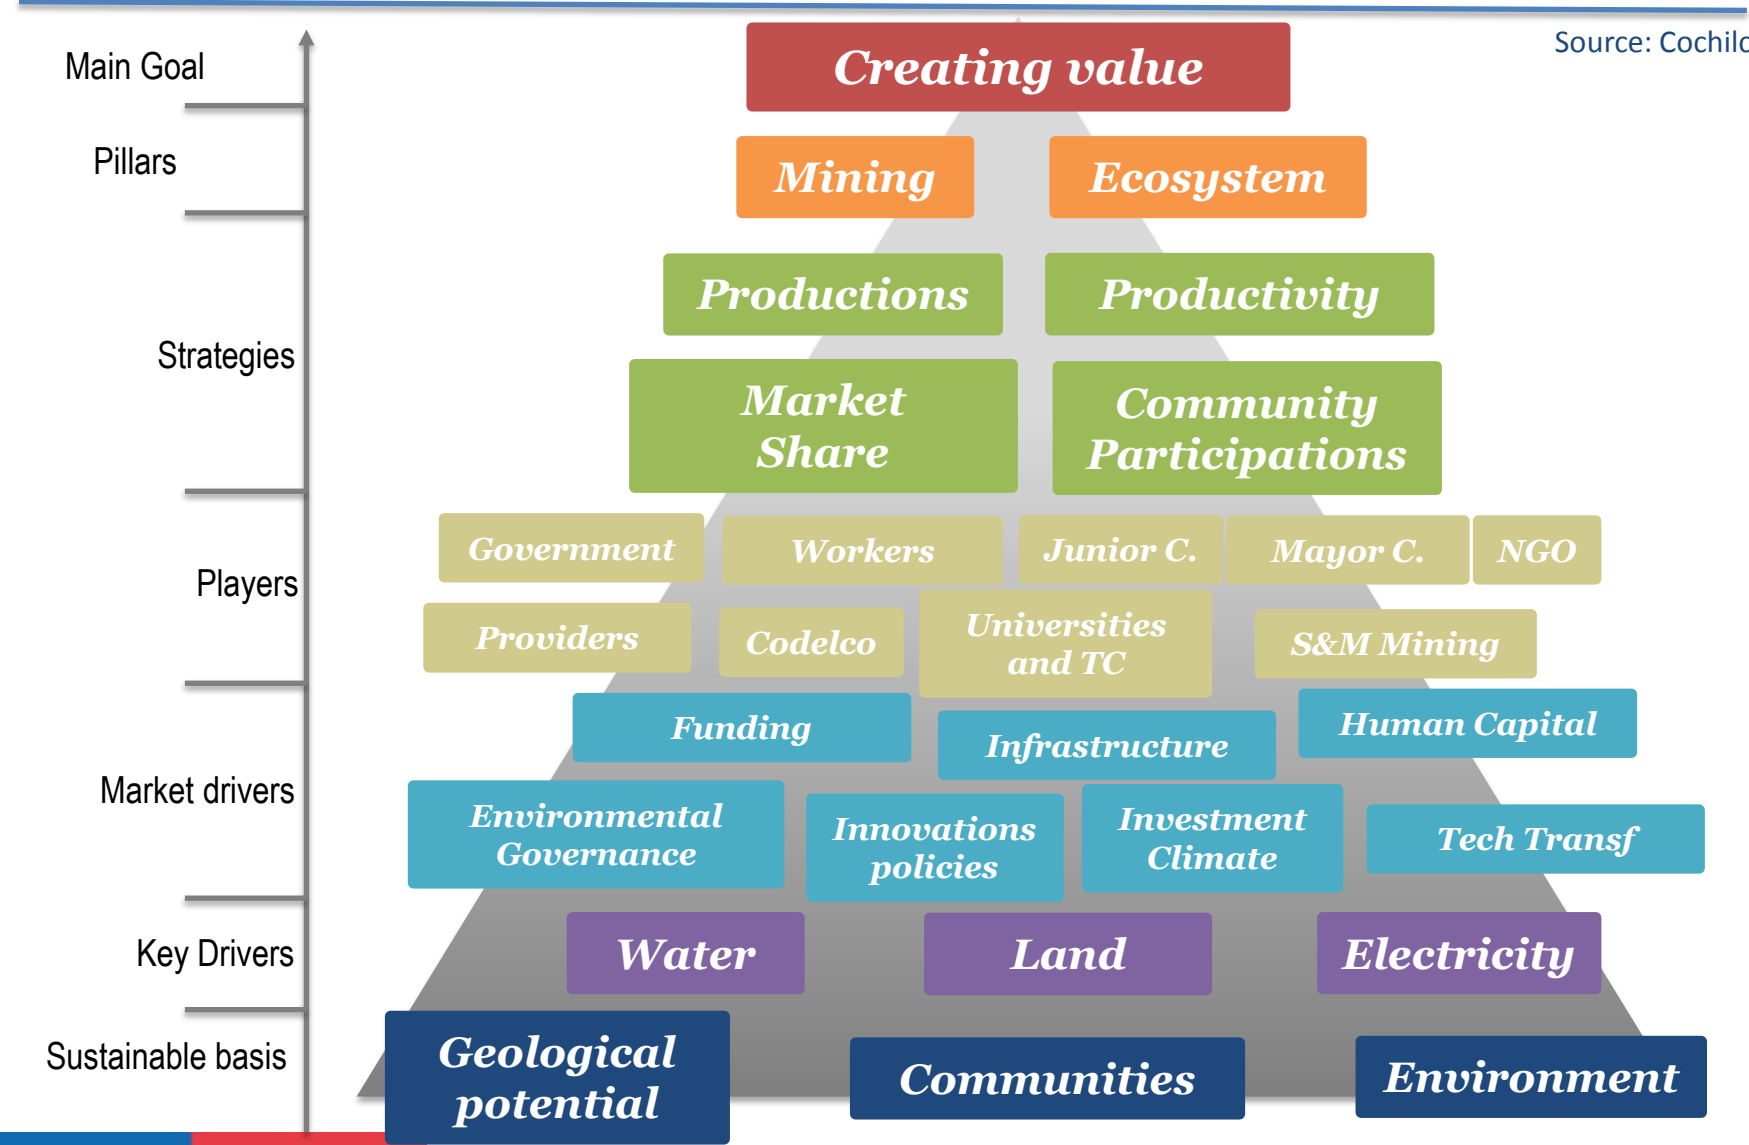 Source: Cochilc
Main Goal
Creating value
Pillars
Mining
Ecosystem
Strategies
Productions
Productivity
Market
Share
Community
Participations
Players
Government
Workers
Junior C.
Mayor C.
NGO
Providers
Codelco
Universities
and TC
S&M Mining
Market drivers
Funding
Infrastructure
Human Capital
Environmental
Governance
Innovations
policies
Investment
Climate
Tech Transf
Key Drivers
Water
Land
Electricity
Sustainable basis
Geological
potential
Communities
Environment